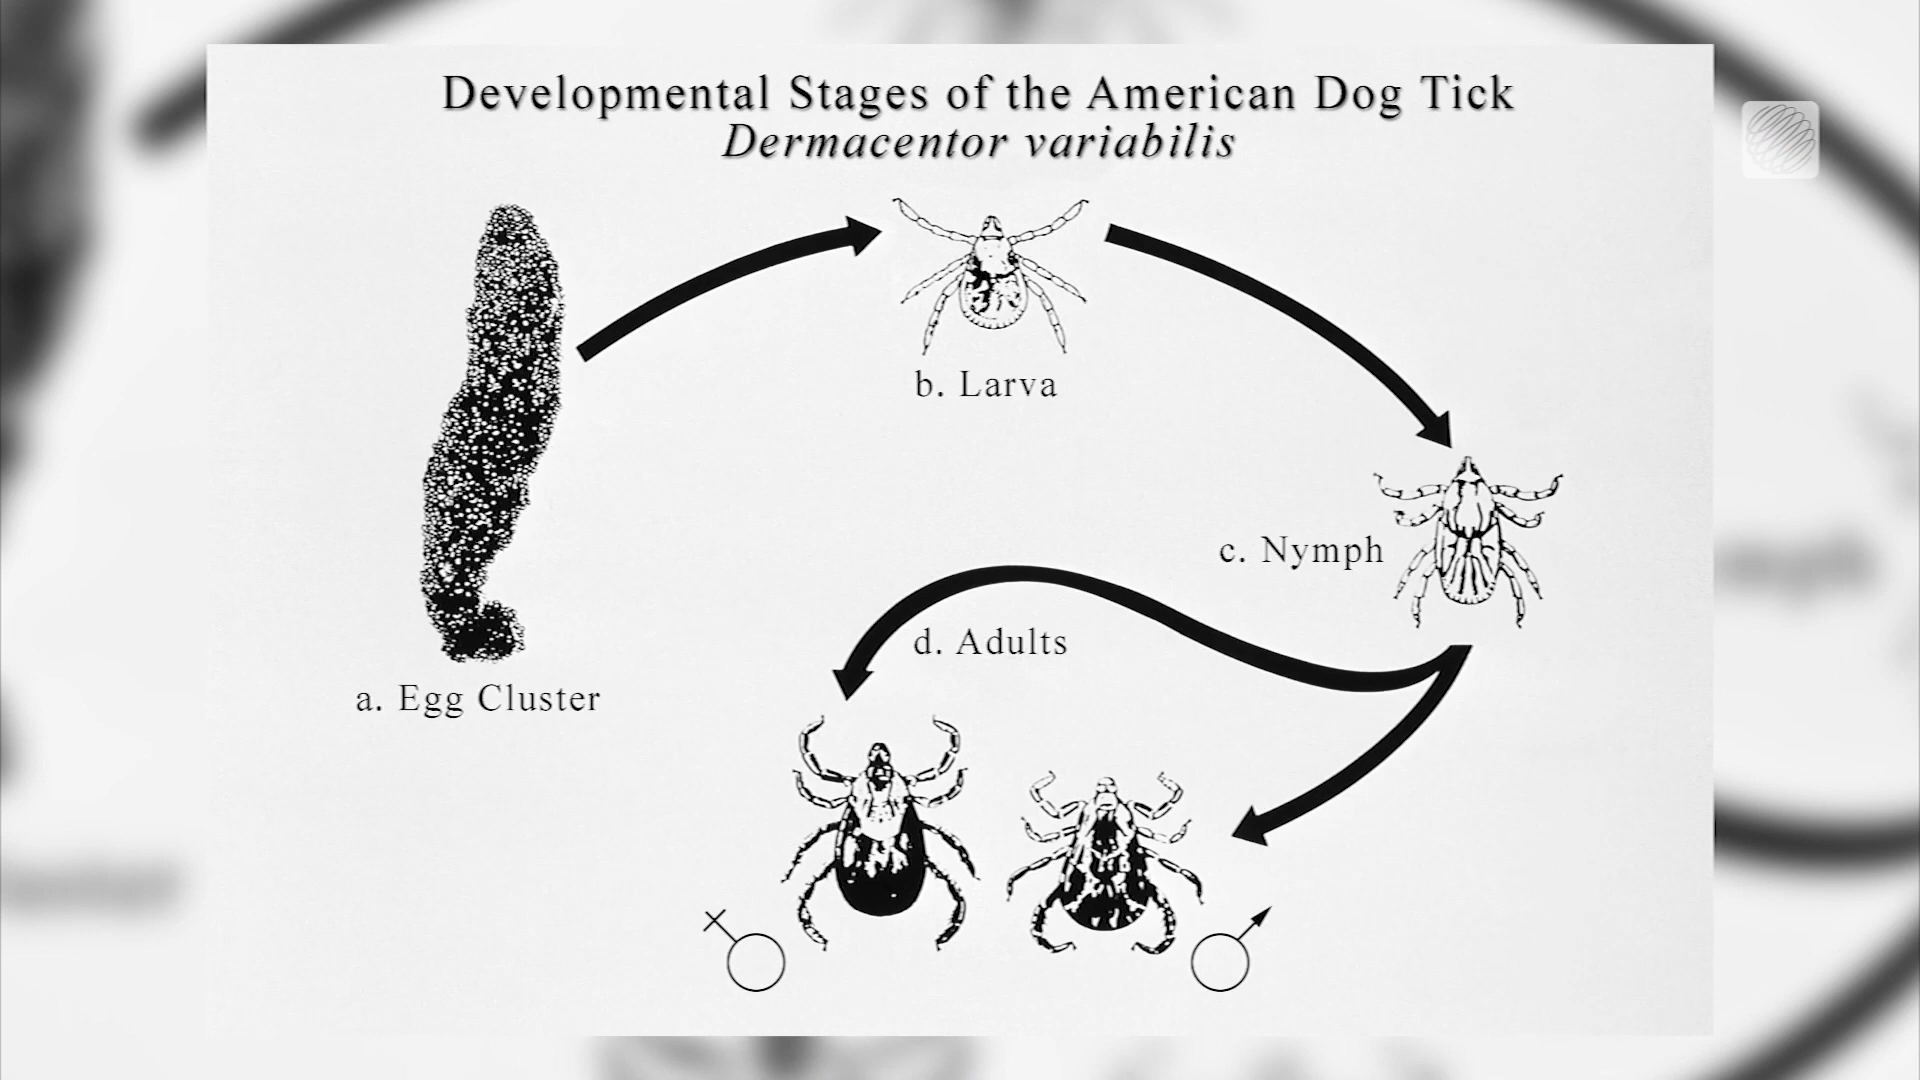 Developmental Stages of the American Dog Tick
Dermacentor variabilis
b. Larva
c. Nymph
d. Adults
a. Egg Cluster